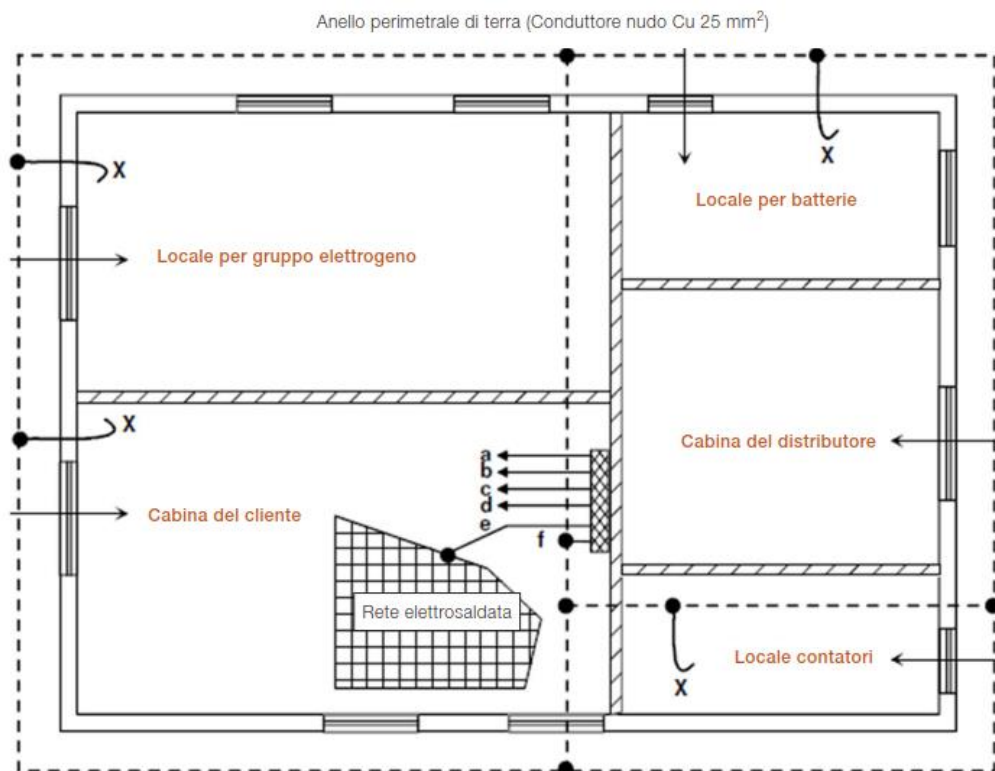 Anello perimetrale di terra (Conduttore nudo Cu 25 mm²)
X
X
Locale per batterie
Locale per gruppo elettrogeno
X
Cabina del distributore
a
b
c
d
e
f
Cabina del cliente
Rete elettrosaldata
Locale contatori
X